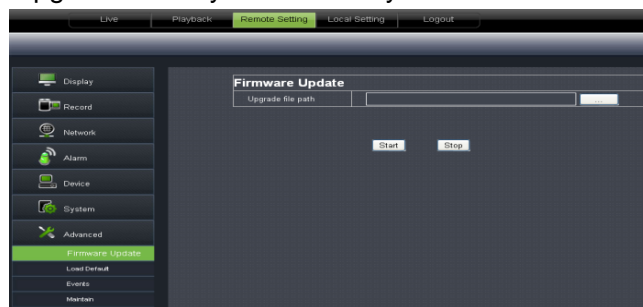 Live Playback Remote Setting Local Setting Logout
Display
Record
Network
Alarm
Device
System
Advanced
Firmware Update
Load Default
Events
Maintain
Firmware Update
Upgrade file path ...
Start Stop